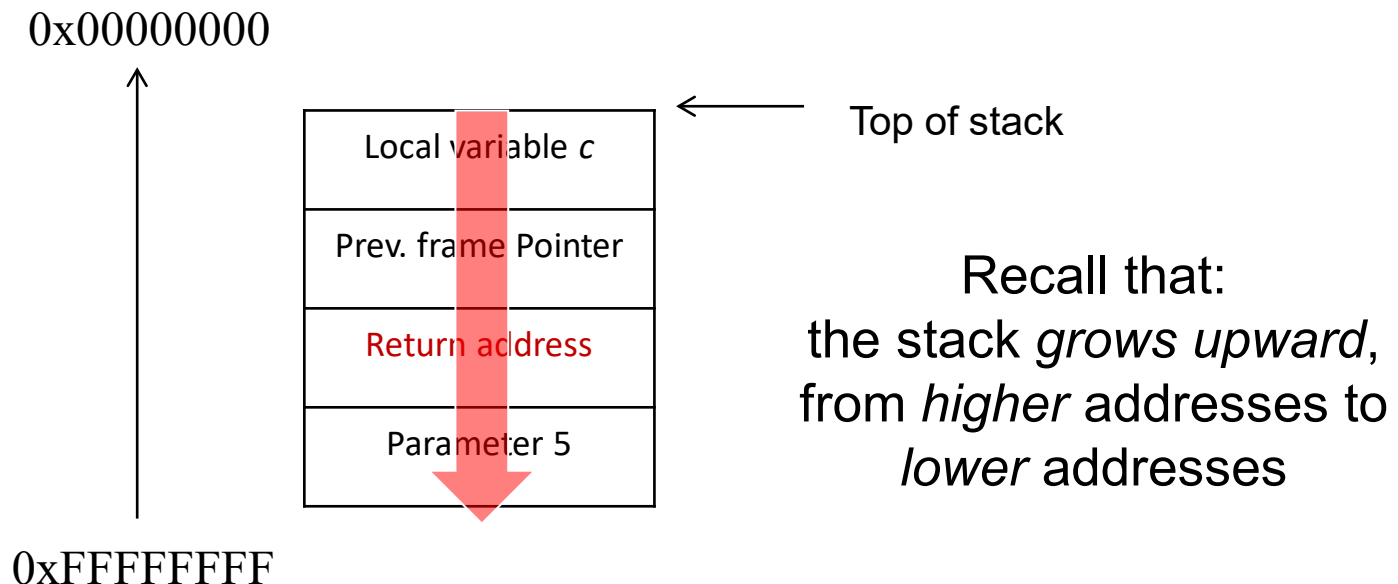 0x00000000
Top of stack
Local variable c
Prev. frame Pointer
Return address
Parameter 5
Recall that:
the stack grows upward,
from higher addresses to
lower addresses
0xFFFFFFFF